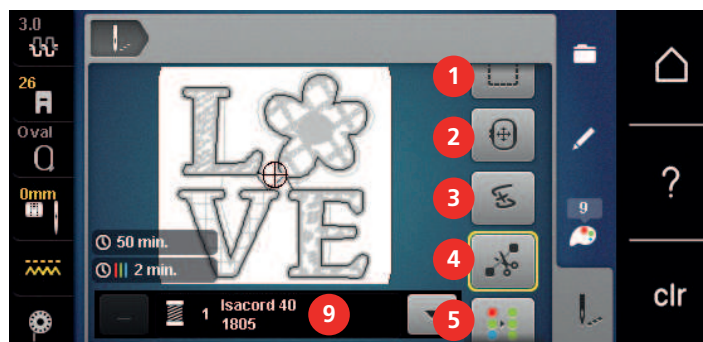 3.0
26
Oval
0mm
LOVE
50 min.
2 min.
1 Isacord 40
1805
1
2
3
4
5
9
9
?
clr